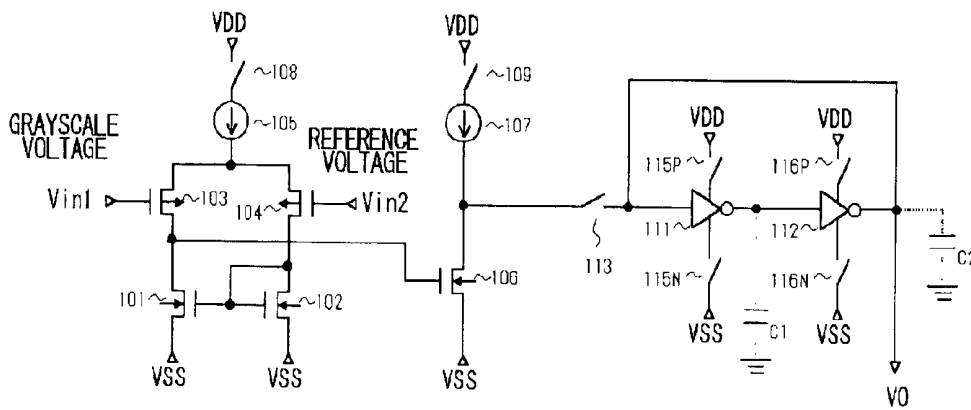 VDD
VDD
108
109
105
107
GRAYSCALE
VOLTAGE
REFERENCE
VOLTAGE
VDD
VDD
115P
116P
Vin1
103
104
Vin2
111
112
113
C2
101
102
106
115N
116N
C1
VSS
VSS
VSS
VSS
VSS
VO